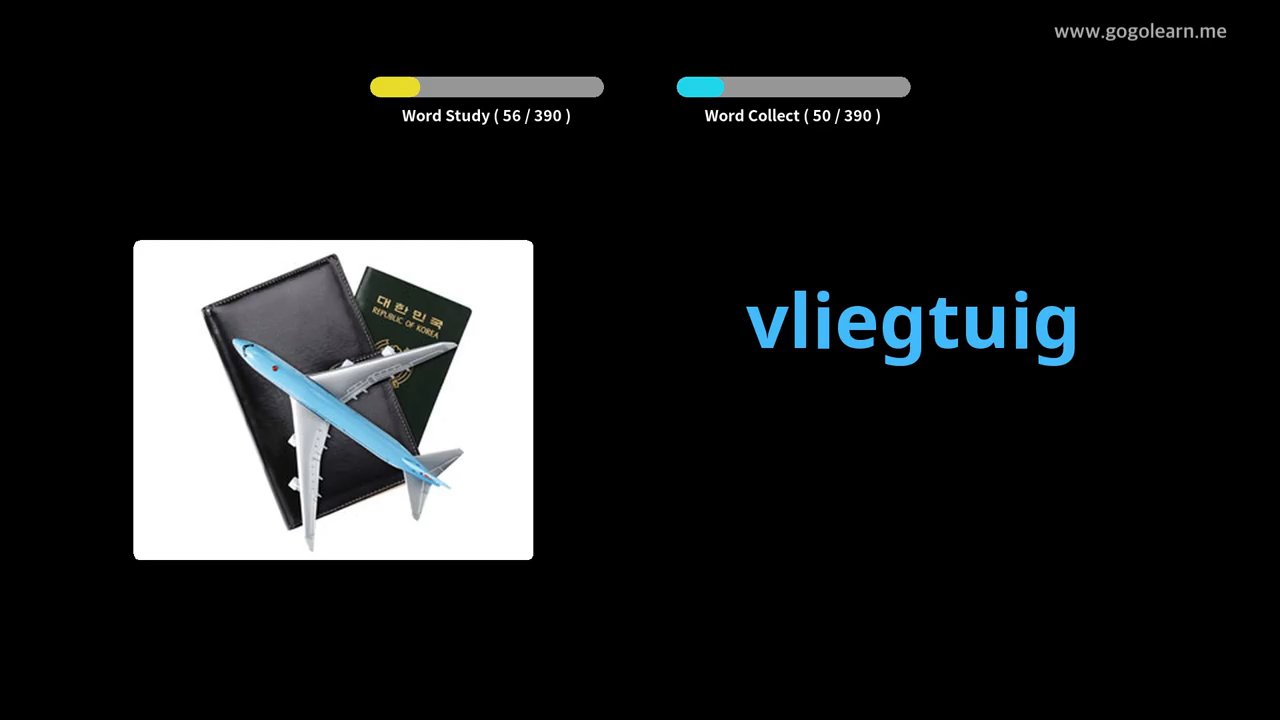 www.gogolearn.me
Word Study ( 56 / 390 )
Word Collect ( 50 / 390 )
대한민국
REPUBLIC OF KOREA
vliegtuig